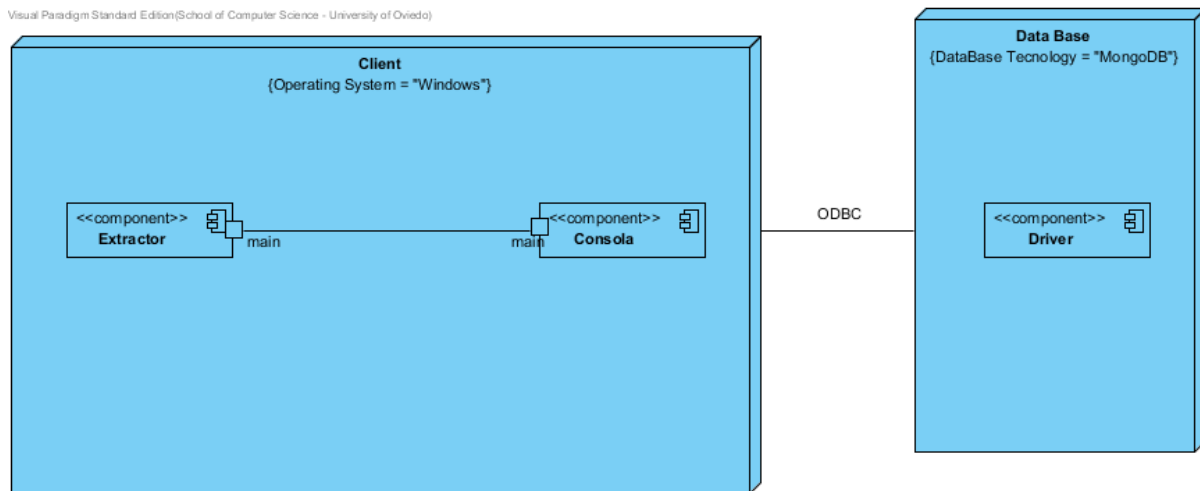 Visual Paradigm Standard Edition(School of Computer Science - University of Oviedo)
Client
{Operating System = "Windows"}
<<component>>
Extractor
main
main
<<component>>
Consola
ODBC
Data Base
{DataBase Tecnology = "MongoDB"}
<<component>>
Driver